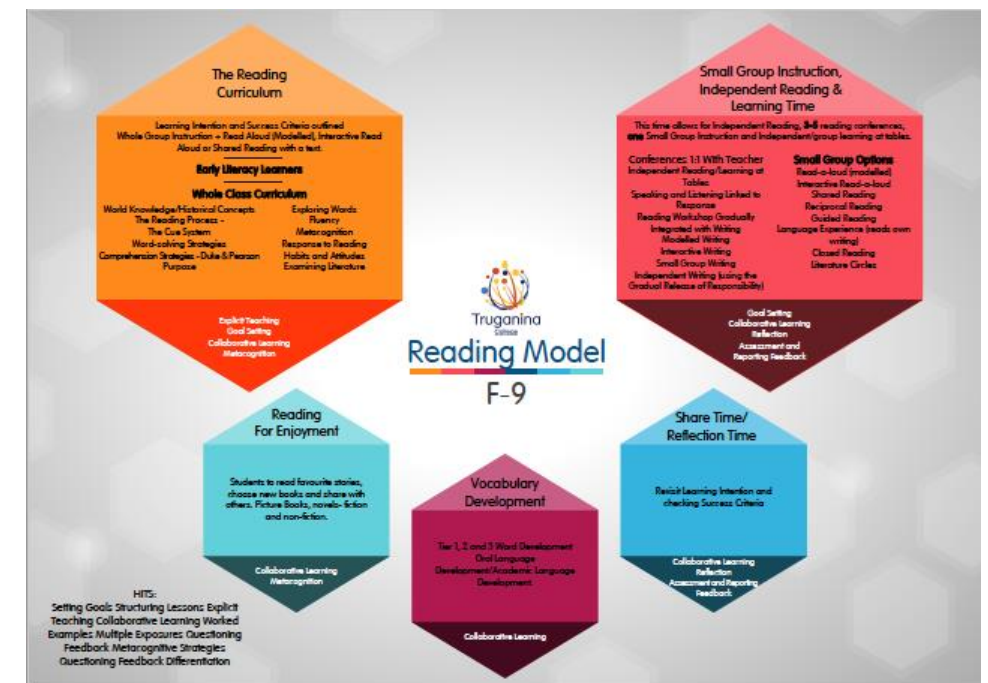 The Reading
Curriculum
Learning Intention and Success Criteria outlined
Whole Group Instruction + Read Aloud (Modelled), Interactive Read
Aloud or Shared Reading with a text.
Early Literacy Learners
Whole Class Curriculum
World Knowledge/Historical Concepts
The Reading Process -
The Cue System
Word-solving Strategies
Comprehension Strategies -Duke & Pearson
Purpose
Exploring Words
Fluency
Metacognition
Response to Reading
Habits and Attitudes
Examining Literature
Explicit Teaching
Goal Setting
Collaborative Learning
Metacognition
Small Group Instruction,
Independent Reading &
Learning Time
This time allows for Independent Reading, reading conferences,
one Small Group Instruction and Independent/group learning at tables.
Conferences 1:1 With Teacher
Independent Reading/Learning at
Tables
Speaking and Listening Linked to
Response
Reading Workshop Gradually
Integrated with Writing
Modelled Writing
Interactive Writing
Small Group Writing
Independent Writing (using the
Gradual Release of Responsibility)
Small Group Options
Read-a-loud (modelled)
Interactive Read-a-loud
Shared Reading
Reciprocal Reading
Guided Reading
Language Experience (reads own
writing)
Closed Reading
Literature Circles
Goal Setting
Collaborative Learning
Reflection
Assessment and
Reporting Feedback
Truganina
College
Reading Model
F-9
Reading
For Enjoyment
Students to read favourite stories,
choose new books and share with
others. Picture Books, novels- fiction
and non-fiction.
Collaborative Learning
Metacognition
Vocabulary
Development
Tier 1, 2 and 3 Word Development
Oral Language
Development/Academic Language
Development
Collaborative Learning
Share Time/
Reflection Time
Revisit Learning Intention and
checking Success Criteria
Collaborative Learning
Reflection
Assessment and Reporting
Feedback
HITS:
Setting Goals Structuring Lessons Explicit
Teaching Collaborative Learning Worked
Examples Multiple Exposures Questioning
Feedback Metacognitive Strategies
Questioning Feedback Differentiation